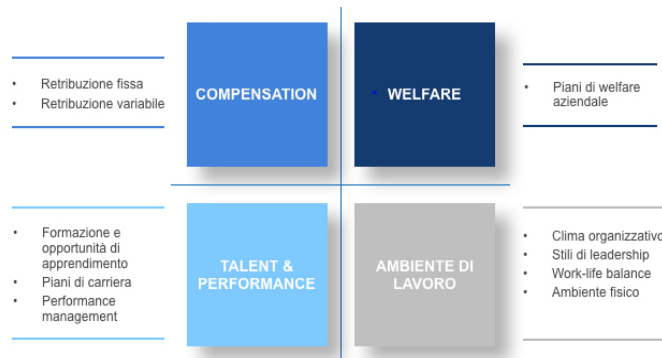 • Retribuzione fissa
• Retribuzione variabile
COMPENSATION
WELFARE
• Piani di welfare
aziendale
• Formazione e
opportunità di
apprendimento
• Piani di carriera
• Performance
management
TALENT &
PERFORMANCE
AMBIENTE DI
LAVORO
• Clima organizzativo
• Stili di leadership
• Work-life balance
• Ambiente fisico